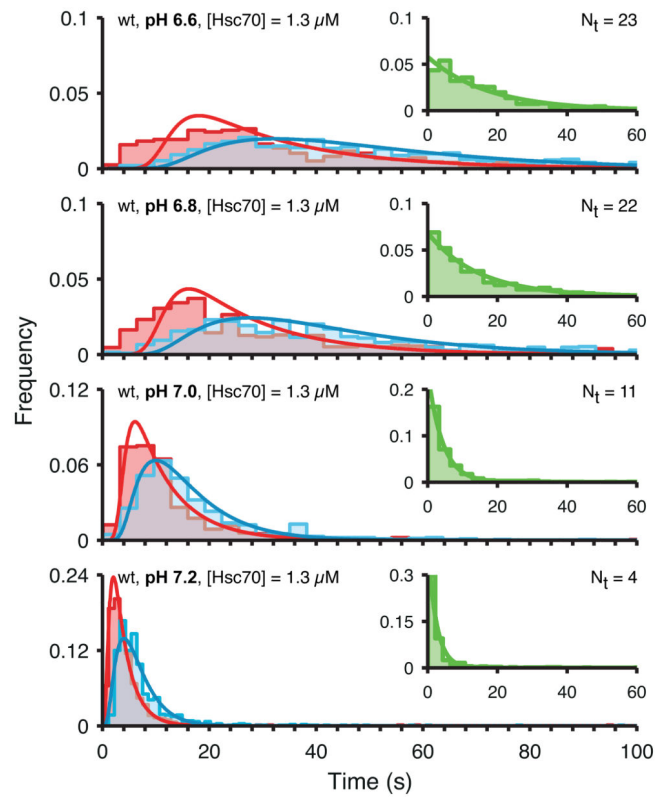 Frequency
wt, pH 6.6, [Hsc70] = 1.3 µM
N_t = 23
0.1
0.05
0
0.1
0.05
0
0 20 40 60
wt, pH 6.8, [Hsc70] = 1.3 µM
N_t = 22
0.1
0.05
0
0.1
0.05
0
0 20 40 60
wt, pH 7.0, [Hsc70] = 1.3 µM
N_t = 11
0.12
0.06
0
0.2
0.1
0
0 20 40 60
wt, pH 7.2, [Hsc70] = 1.3 µM
N_t = 4
0.24
0.12
0
0.3
0.15
0
0 20 40 60
0 20 40 60 80 100
Time (s)